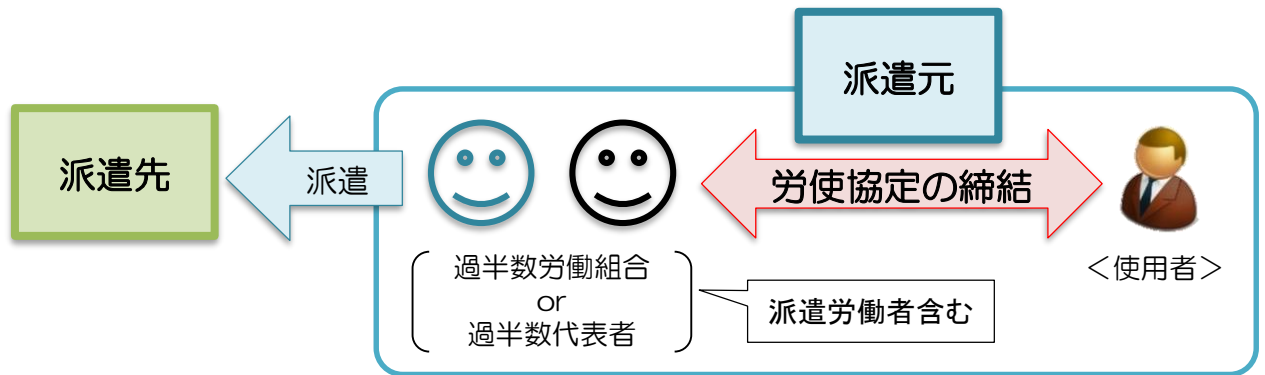 派遣元
派遣先
派遣
労使協定の締結
過半数労働組合
or
過半数代表者
派遣労働者含む
＜使用者＞